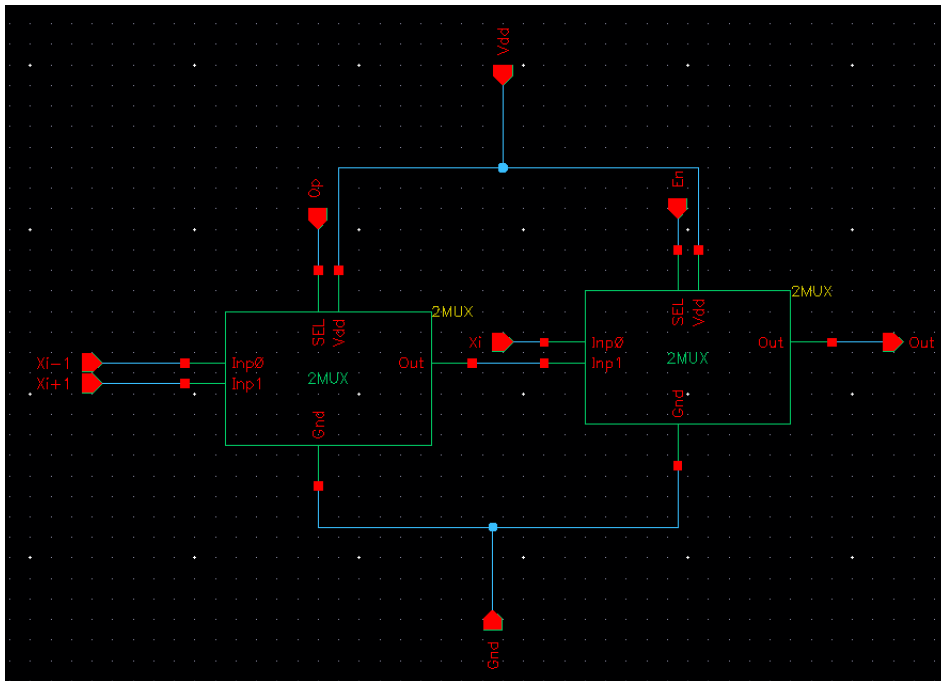 Vdd
Op
En
2MUX
SEL
Vdd
Xi-1
Inp0
Xi+1
Inp1
2MUX
Out
Gnd
2MUX
SEL
Vdd
Xi
Inp0
Inp1
2MUX
Out
Out
Gnd
Gnd